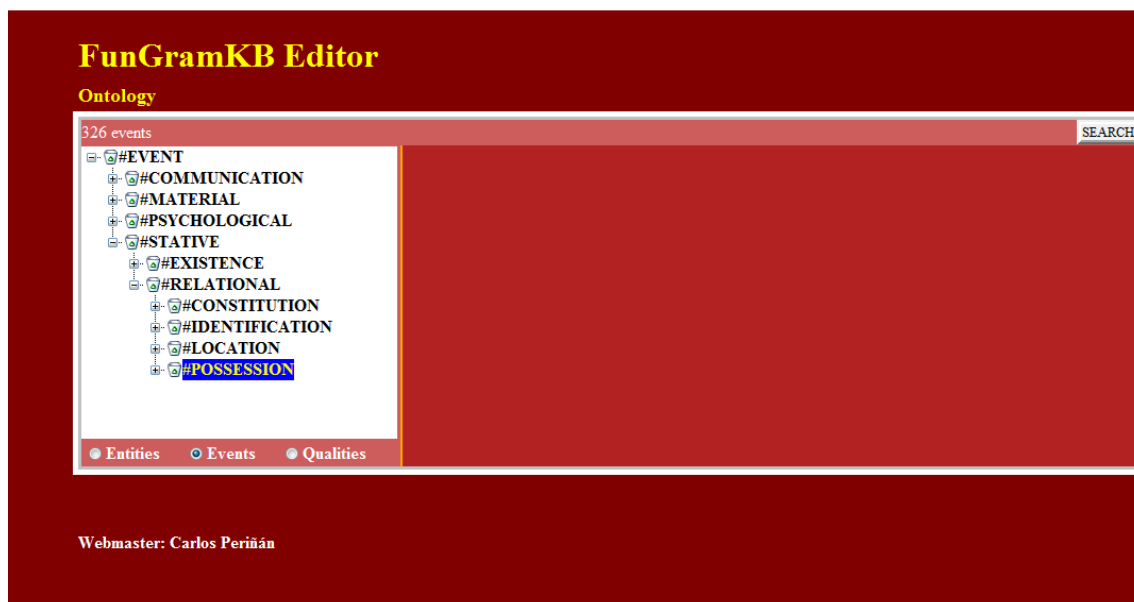 FunGramKB Editor
Ontology
326 events
SEARCH
#EVENT
#COMMUNICATION
#MATERIAL
#PSYCHOLOGICAL
#STATIVE
#EXISTENCE
#RELATIONAL
#CONSTITUTION
#IDENTIFICATION
#LOCATION
#POSSESSION
Entities Events Qualities
Webmaster: Carlos Periñán